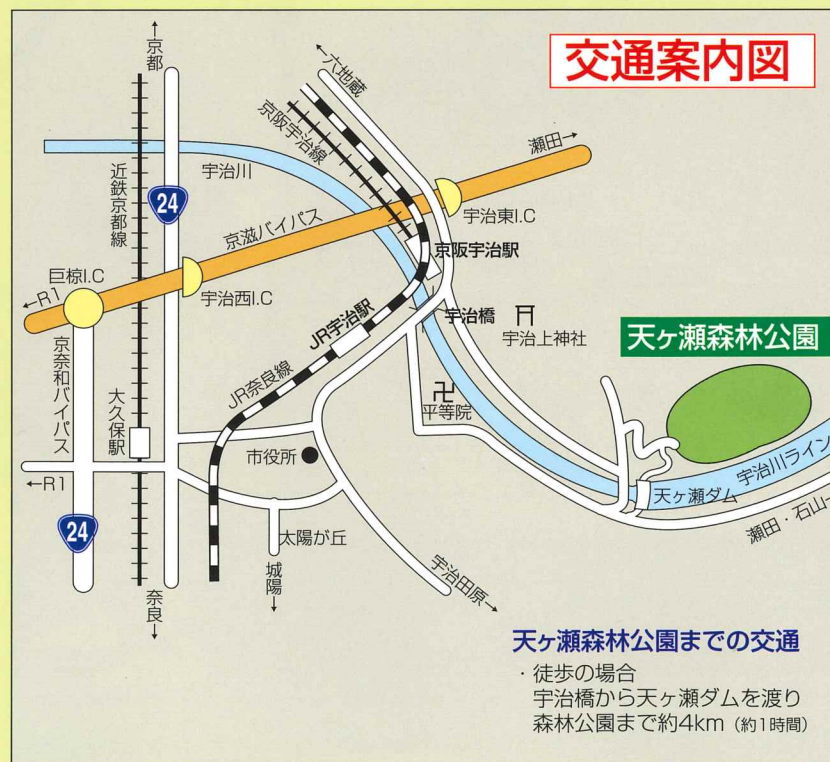 交通案内図
←京都
←六地蔵
京阪宇治線
瀬田→
宇治川
近鉄京都線
24
京滋バイパス
宇治東I.C
京阪宇治駅
巨椋I.C
←R1
宇治西I.C
JR宇治駅
宇治橋
宇治上神社
天ヶ瀬森林公園
京奈和バイパス
大久保駅
JR奈良線
卍
平等院
市役所
宇治川ライン
←R1
天ヶ瀬ダム
瀬田・石山→
24
太陽が丘
城陽→
宇治田原→
奈良→
天ヶ瀬森林公園までの交通
・徒歩の場合
宇治橋から天ヶ瀬ダムを渡り
森林公園まで約4km(約1時間)